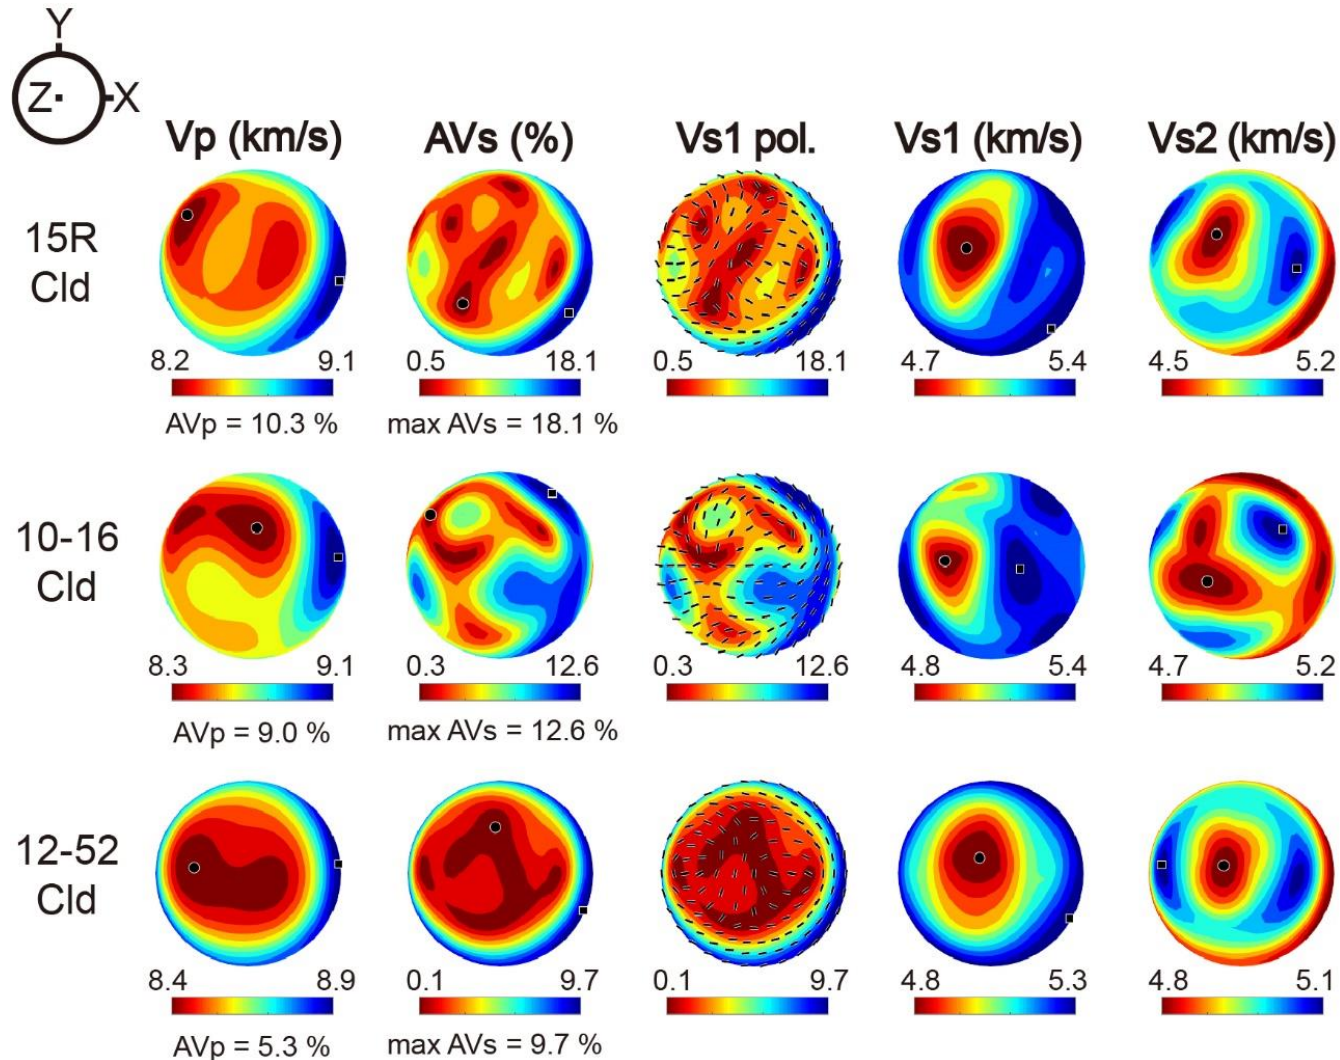 Y
Z X
Vp (km/s) AVs (%) Vs1 pol. Vs1 (km/s) Vs2 (km/s)
15R
Cld
8.2 9.1 0.5 18.1 0.5 18.1 4.7 5.4 4.5 5.2
AVp = 10.3 % max AVs = 18.1 %
10-16
Cld
8.3 9.1 0.3 12.6 0.3 12.6 4.8 5.4 4.7 5.2
AVp = 9.0 % max AVs = 12.6 %
12-52
Cld
8.4 8.9 0.1 9.7 0.1 9.7 4.8 5.3 4.8 5.1
AVp = 5.3 % max AVs = 9.7 %